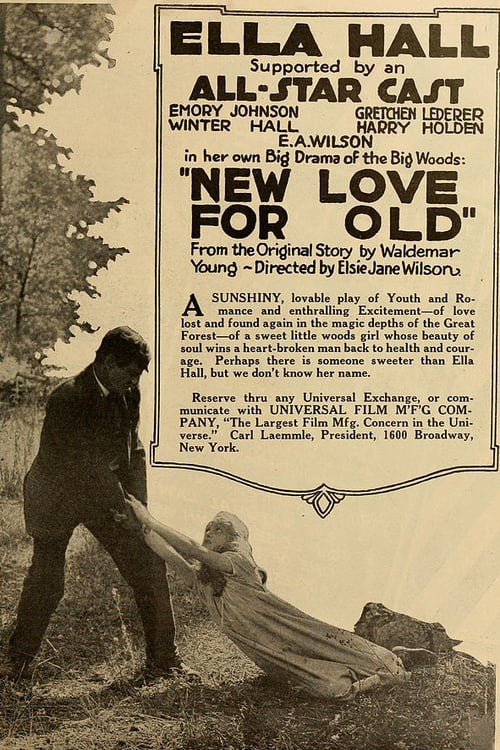 ELLA HALL
Supported by an
ALL-STAR CAST
EMORY JOHNSON GRETCHEN LEDERER
WINTER HALL HARRY HOLDEN
E.A.WILSON
in her own Big Drama of the Big Woods:
"NEW LOVE
FOR OLD"
From the Original Story by Waldemar
Young ~ Directed by Elsie Jane Wilson
A SUNSHINY, lovable play of Youth and Ro-
mance and enthralling Excitement—of love
lost and found again in the magic depths of the Great
Forest—of a sweet little woods girl whose beauty of
soul wins a heart-broken man back to health and cour-
age. Perhaps there is someone sweeter than Ella
Hall, but we don't know her name.
Reserve thru any Universal Exchange, or com-
municate with UNIVERSAL FILM M'F'G COM-
PANY, "The Largest Film Mfg. Concern in the Uni-
verse." Carl Laemmle, President, 1600 Broadway,
New York.